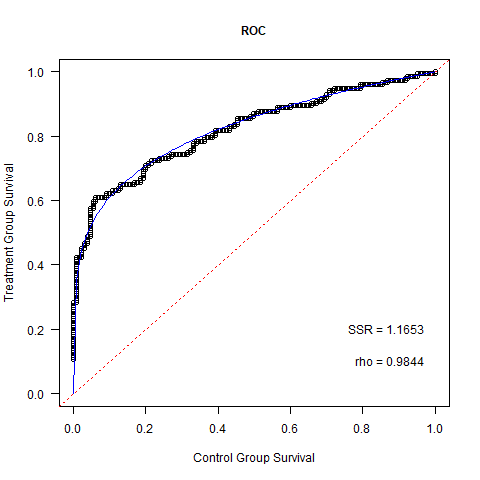 ROC
Treatment Group Survival
1.0
0.8
0.6
0.4
0.2
0.0
SSR = 1.1653
rho = 0.9844
0.0 0.2 0.4 0.6 0.8 1.0
Control Group Survival